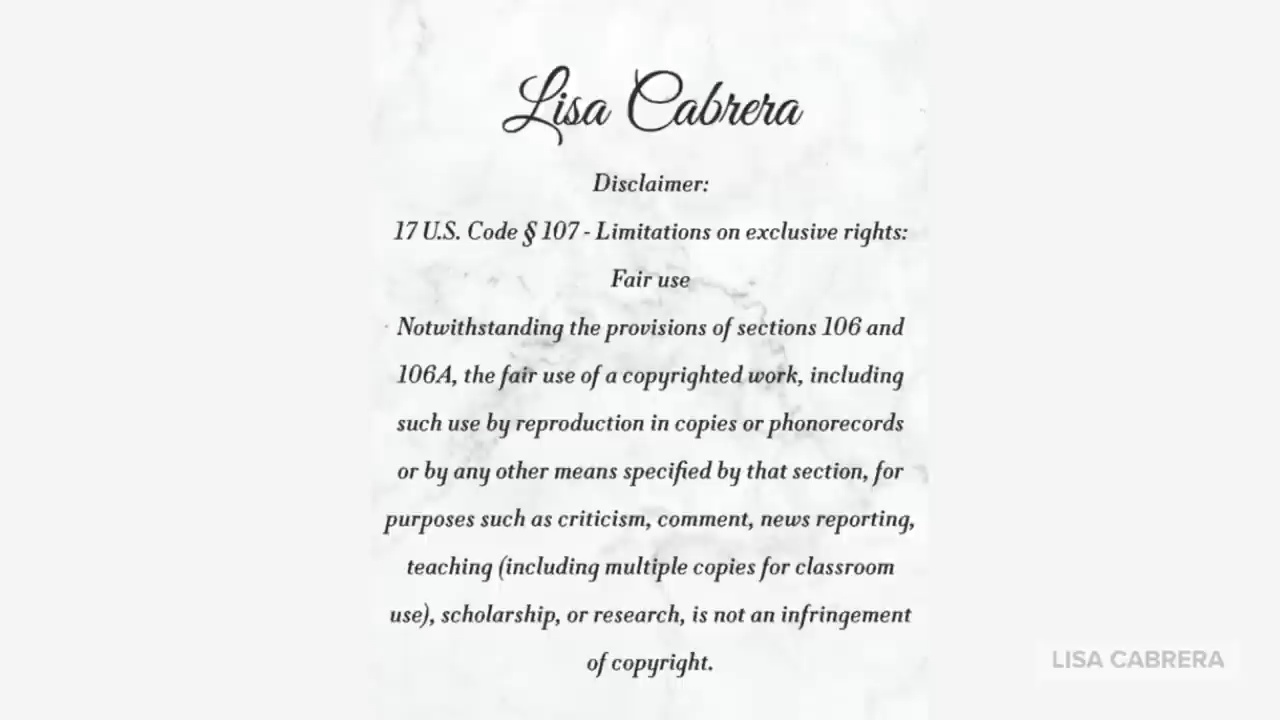 Lisa Cabrera
Disclaimer:
17 U.S. Code § 107 - Limitations on exclusive rights:
Fair use
Notwithstanding the provisions of sections 106 and
106A, the fair use of a copyrighted work, including
such use by reproduction in copies or phonorecords
or by any other means specified by that section, for
purposes such as criticism, comment, news reporting,
teaching (including multiple copies for classroom
use), scholarship, or research, is not an infringement
of copyright.
LISA CABRERA